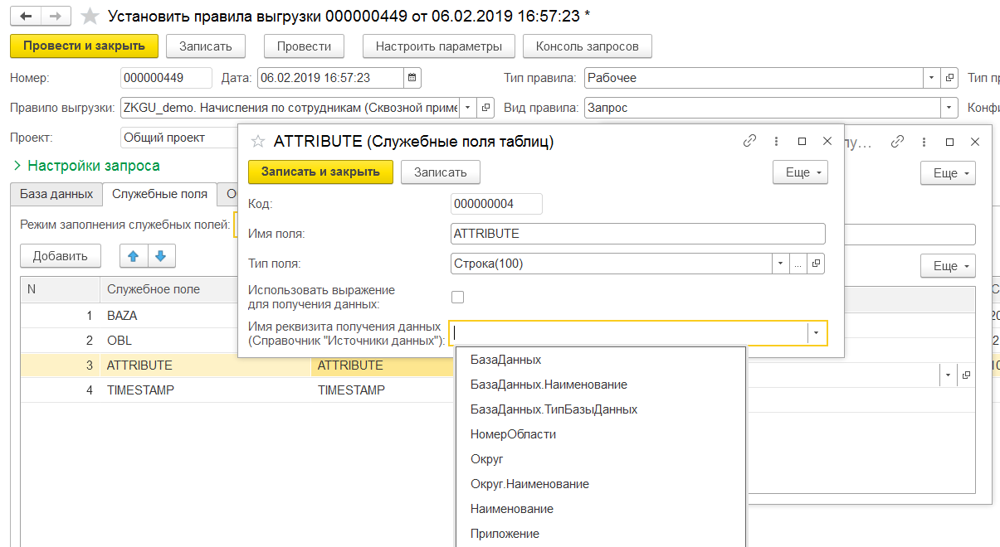 Установить правила выгрузки 000000449 от 06.02.2019 16:57:23 *
Провести и закрыть Записать Провести Настроить параметры Консоль запросов
Номер: 000000449 Дата: 06.02.2019 16:57:23 Тип правила: Рабочее Тип п
Правило выгрузки: ZKGU_demo. Начисления по сотрудникам (Сквозной приме Вид правила: Запрос Конфи
Проект: Общий проект
Настройки запроса
База данных Служебные поля
Режим заполнения служебных полей:
Добавить
N Служебное поле
1 BAZA
2 OBL
3 ATTRIBUTE ATTRIBUTE
4 TIMESTAMP TIMESTAMP
ATTRIBUTE (Служебные поля таблиц)
Записать и закрыть Записать Еще
Код: 000000004
Имя поля: ATTRIBUTE
Тип поля: Строка(100) ...
Использовать выражение
для получения данных:
Имя реквизита получения данных
(Справочник "Источники данных"):
БазаДанных
БазаДанных.Наименование
БазаДанных.ТипБазыДанных
НомерОбласти
Округ
Округ.Наименование
Наименование
Приложение
лу...
Еще
Еще